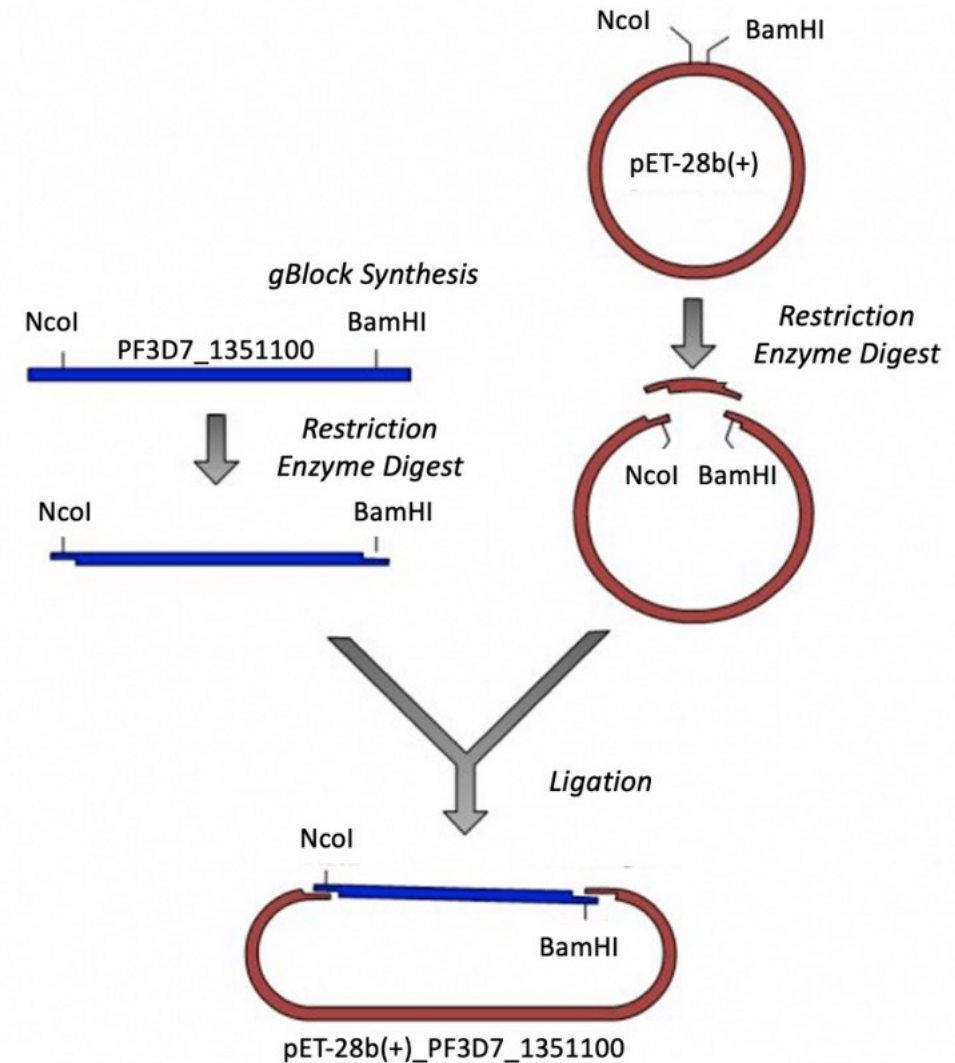 NcoI
BamHI
pET-28b(+)
gBlock Synthesis
NcoI
BamHI
PF3D7_1351100
Restriction
Enzyme Digest
Restriction
Enzyme Digest
NcoI
BamHI
NcoI
BamHI
Ligation
NcoI
BamHI
pET-28b(+)_PF3D7_1351100